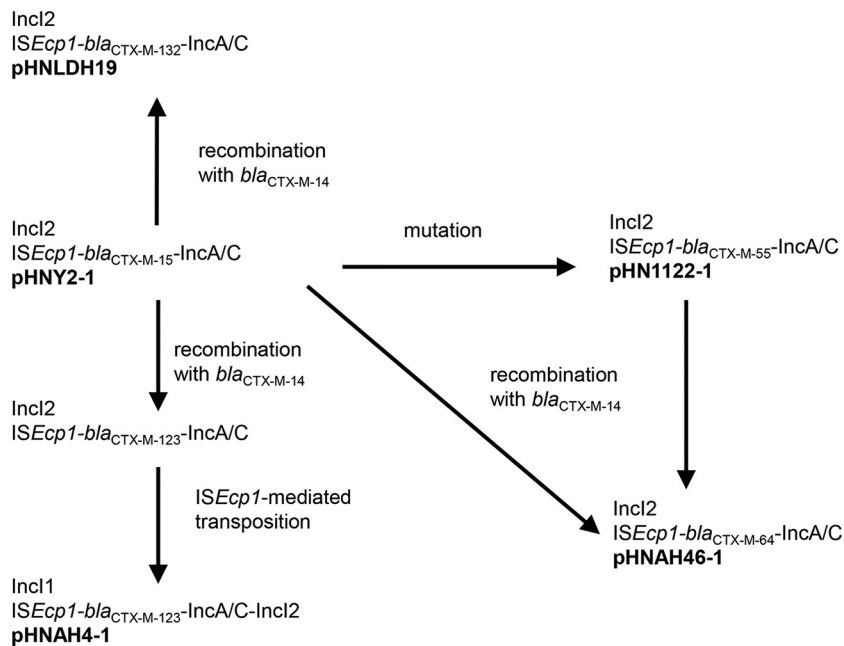 IncI2
ISEcp1-blaCTX-M-132-IncA/C
pHNLDH19
recombination
with blaCTX-M-14
IncI2
ISEcp1-blaCTX-M-15-IncA/C
pHNY2-1
mutation
IncI2
ISEcp1-blaCTX-M-55-IncA/C
pHN1122-1
recombination
with blaCTX-M-14
recombination
with blaCTX-M-14
IncI2
ISEcp1-blaCTX-M-123-IncA/C
ISEcp1-mediated
transposition
IncI2
ISEcp1-blaCTX-M-64-IncA/C
pHNAH46-1
IncI1
ISEcp1-blaCTX-M-123-IncA/C-IncI2
pHNAH4-1